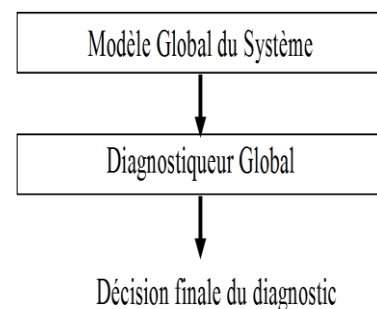 Modèle Global du Système
Diagnostiqueur Global
Décision finale du diagnostic